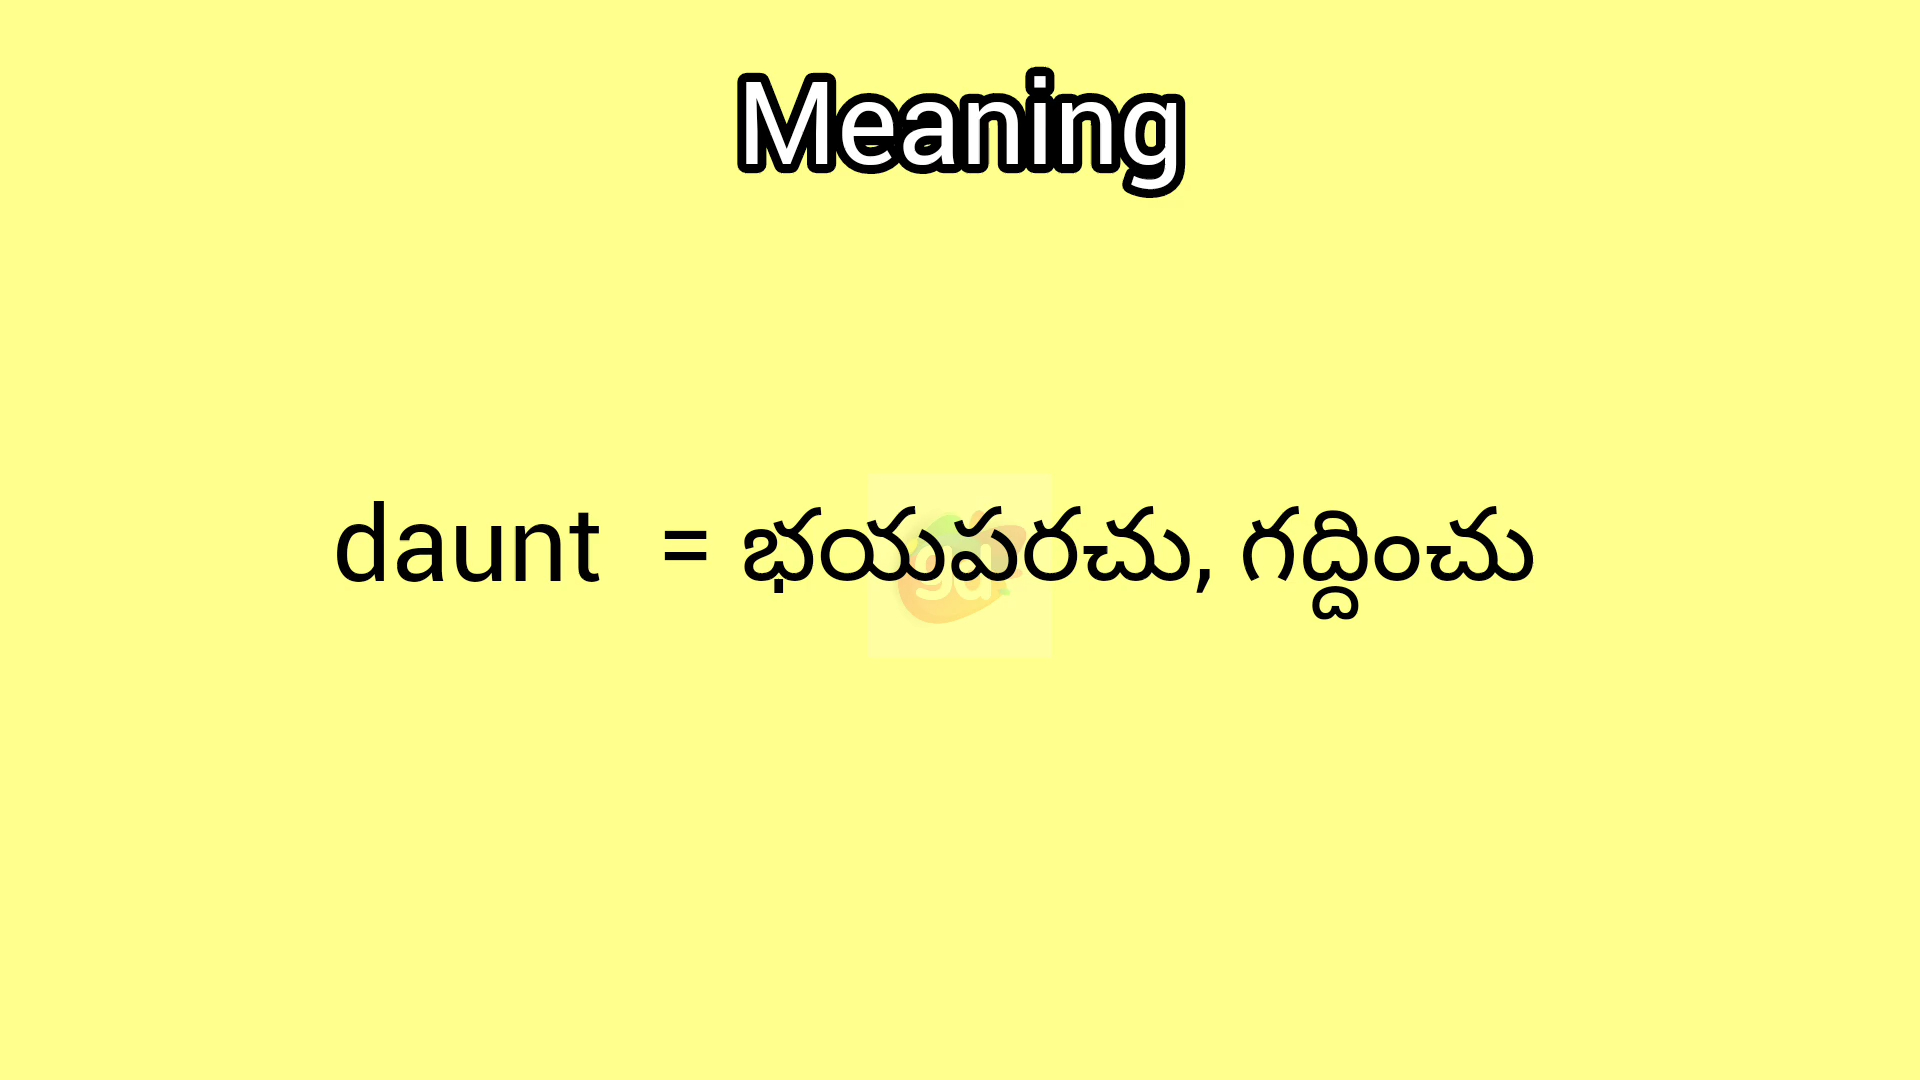 Meaning
daunt = భయపరచు, గద్దించు